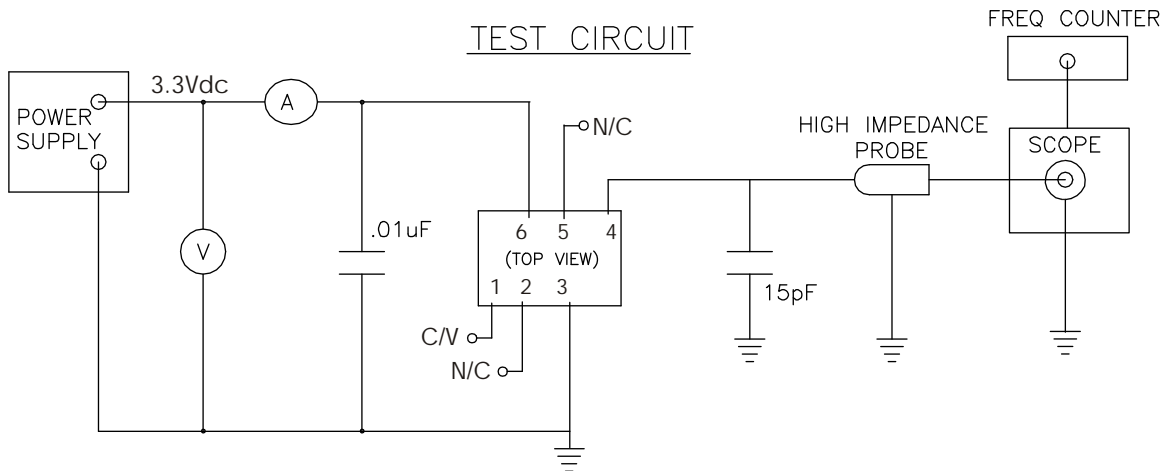 TEST CIRCUIT
FREQ COUNTER
3.3Vdc
A
POWER
SUPPLY
N/C
HIGH IMPEDANCE
PROBE
SCOPE
V
.01uF
6 5 4
(TOP VIEW)
1 2 3
15pF
C/V
N/C